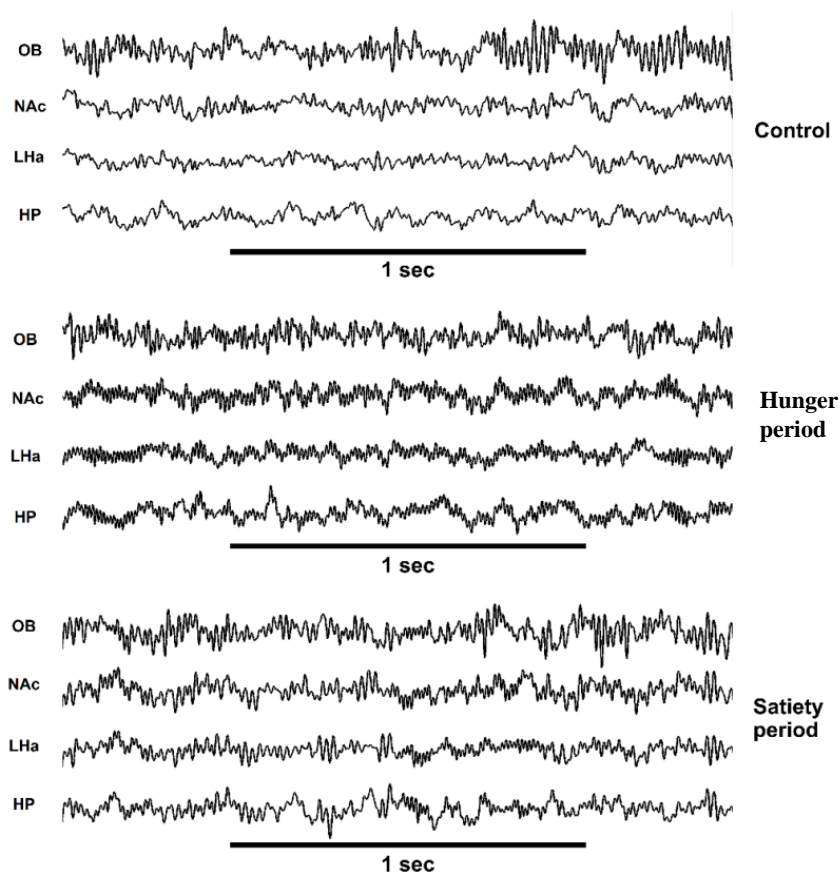 OB
NAc
LHa
HP
Control
1 sec
OB
NAc
LHa
HP
Hunger
period
1 sec
OB
NAc
LHa
HP
Satiety
period
1 sec